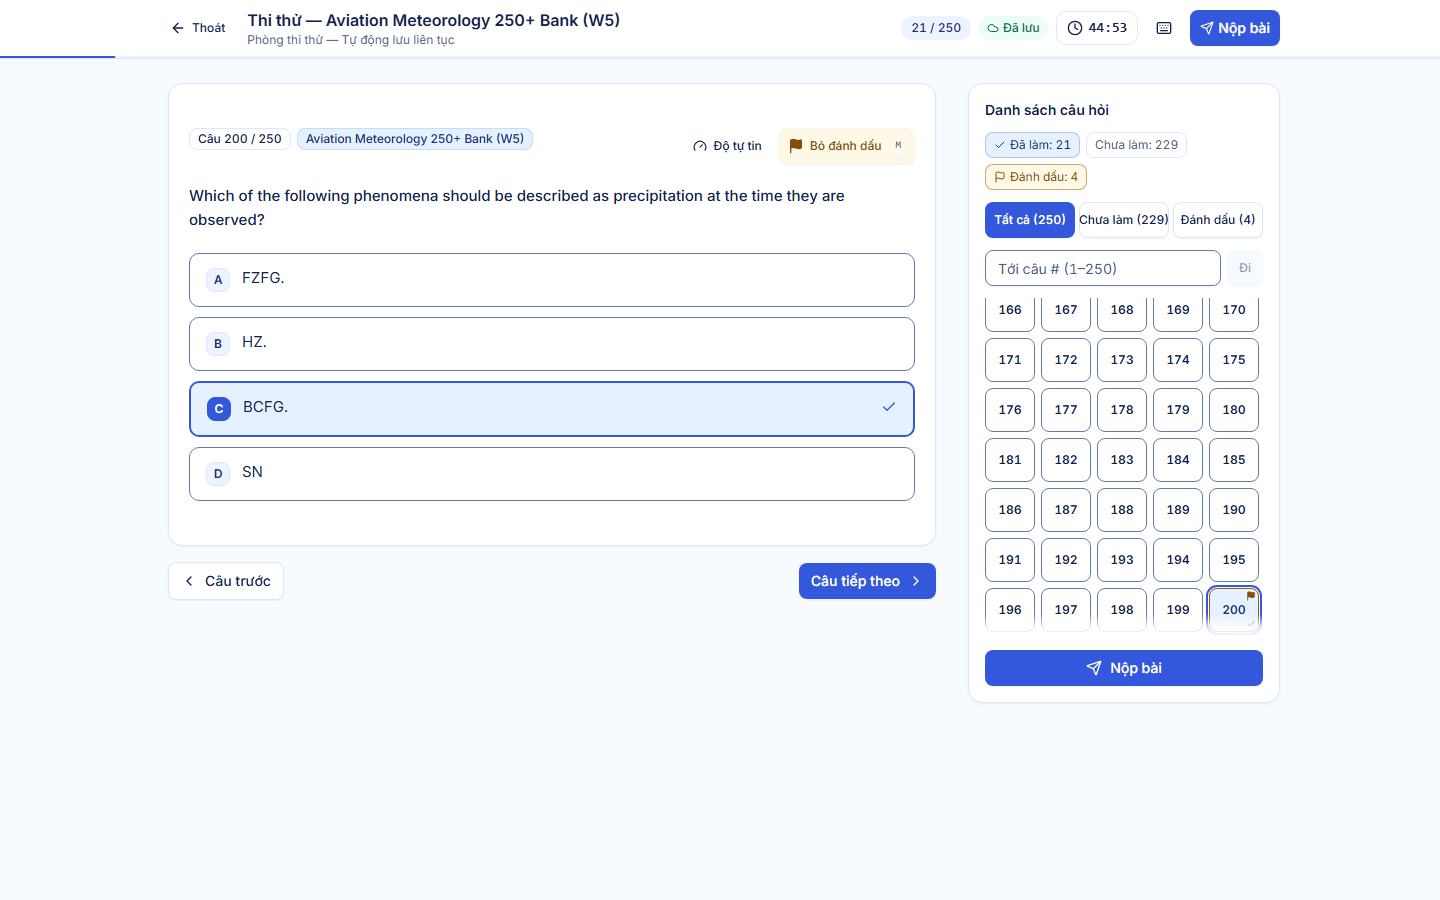 Thoát
Thi thử — Aviation Meteorology 250+ Bank (W5)
Phòng thi thử — Tự động lưu liên tục
21 / 250
Đã lưu
44:53
Nộp bài
Câu 200 / 250
Aviation Meteorology 250+ Bank (W5)
Độ tự tin
Bỏ đánh dấu M
Which of the following phenomena should be described as precipitation at the time they are
observed?
A FZFG.
B HZ.
C BCFG.
D SN
Câu trước
Câu tiếp theo
Danh sách câu hỏi
Đã làm: 21
Chưa làm: 229
Đánh dấu: 4
Tất cả (250)
Chưa làm (229)
Đánh dấu (4)
Tới câu # (1–250)
Đi
166 167 168 169 170
171 172 173 174 175
176 177 178 179 180
181 182 183 184 185
186 187 188 189 190
191 192 193 194 195
196 197 198 199 200
Nộp bài